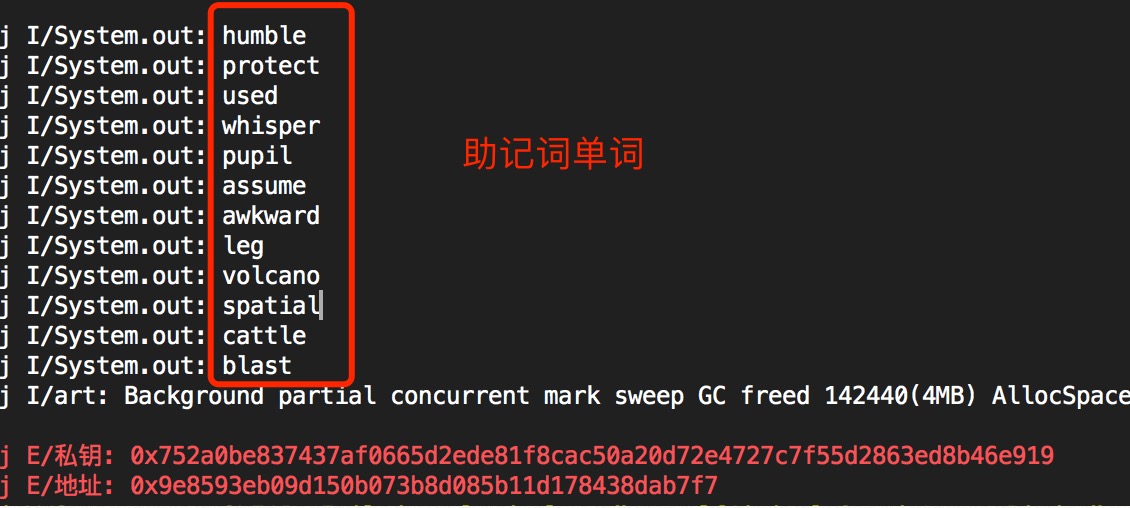 j I/System.out: humble
j I/System.out: protect
j I/System.out: used
j I/System.out: whisper
助记词单词
j I/System.out: pupil
j I/System.out: assume
j I/System.out: awkward
j I/System.out: leg
j I/System.out: volcano
j I/System.out: spatial
j I/System.out: cattle
j I/System.out: blast
j I/art: Background partial concurrent mark sweep GC freed 142440(4MB) AllocSpace
j E/私钥: 0x752a0be837437af0665d2ede81f8cac50a20d72e4727c7f55d2863ed8b46e919
j E/地址: 0x9e8593eb09d150b073b8d085b11d178438dab7f7